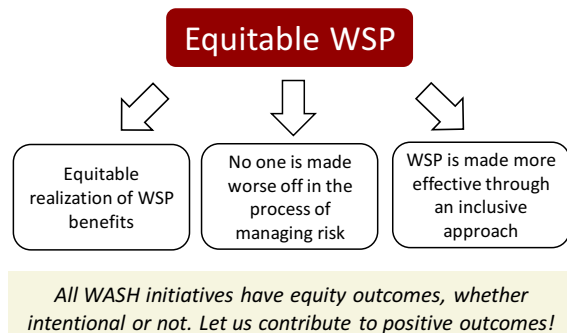 Equitable WSP
Equitable
realization of WSP
benefits
No one is made
worse off in the
process of
managing risk
WSP is made more
effective through
an inclusive
approach
All WASH initiatives have equity outcomes, whether
intentional or not. Let us contribute to positive outcomes!